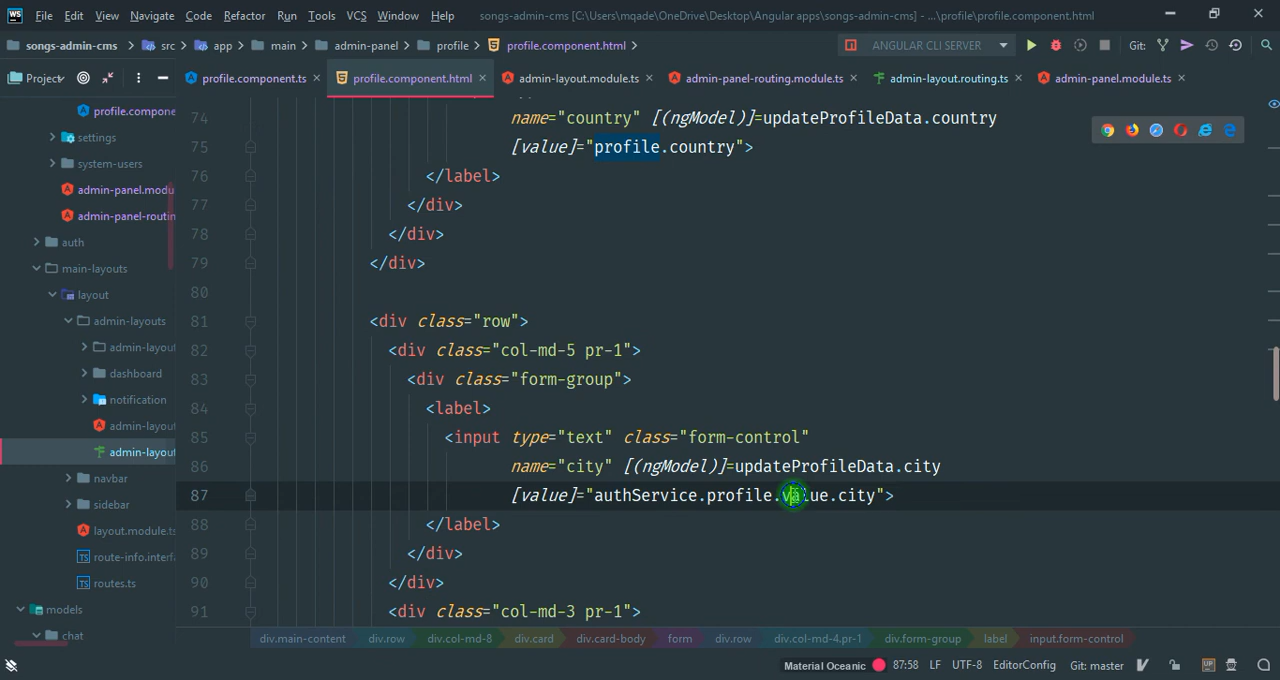 File Edit View Navigate Code Refactor Run Tools VCS Window Help songs-admin-cms [C:\Users\mqade\OneDrive\Desktop\Angular apps\songs-admin-cms] - ...\profile\profile.component.html
songs-admin-cms src app main admin-panel profile profile.component.html ANGULAR CLI SERVER Git:
Project profile.component.ts profile.component.html admin-layout.module.ts admin-panel-routing.module.ts admin-layout.routing.ts admin-panel.module.ts
profile.compone
settings
system-users
admin-panel.modu
admin-panel-routin
auth
main-layouts
layout
admin-layouts
admin-layou
dashboard
notification
admin-layou
admin-layou
navbar
sidebar
layout.module.ts
route-info.interf
routes.ts
models
chat
74 name="country" [(ngModel)]=updateProfileData.country
75 [value]="profile.country">
76 </label>
77 </div>
78 </div>
79 </div>
80
81 <div class="row">
82 <div class="col-md-5 pr-1">
83 <div class="form-group">
84 <label>
85 <input type="text" class="form-control"
86 name="city" [(ngModel)]=updateProfileData.city
87 [value]="authService.profile.value.city">
88 </label>
89 </div>
90 </div>
91 <div class="col-md-3 pr-1">
div.main-content div.row div.col-md-8 div.card div.card-body form div.row div.col-md-4.pr-1 div.form-group label input.form-control
Material Oceanic 87:58 LF UTF-8 EditorConfig Git: master